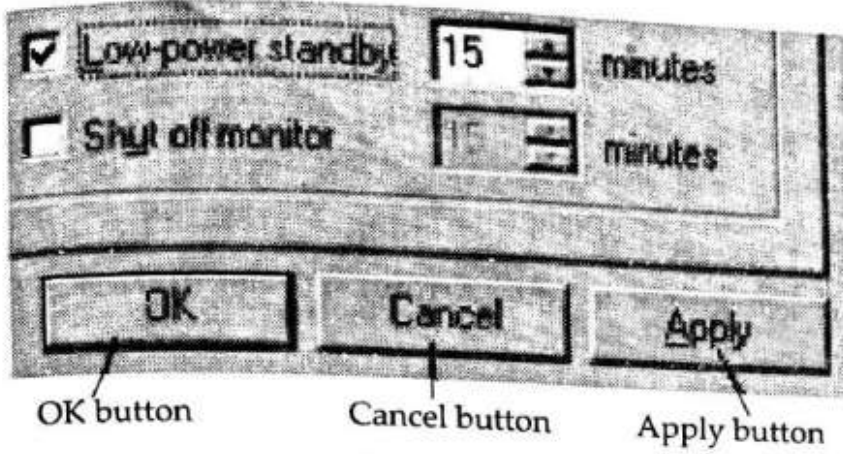 Low-power standby 15 minutes
Shut off monitor 15 minutes
OK Cancel Apply
OK button Cancel button Apply button